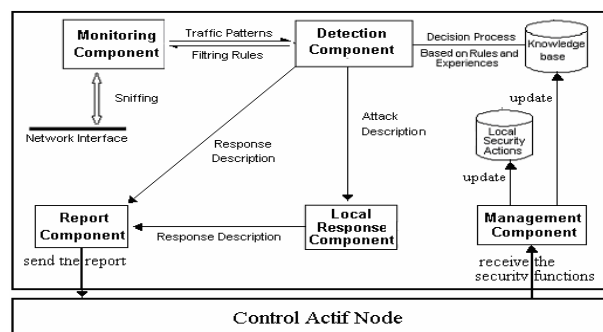 Monitoring
Component
Traffic Patterns
Filtring Rules
Detection
Component
Decision Process
Based on Rules and
Experiences
Knowledge
base
Sniffing
Network Interface
Response
Description
Attack
Description
update
Local
Security
Actions
update
Report
Component
Response Description
Local
Response
Component
Management
Component
send the report
receive the
security functions
Control Actif Node